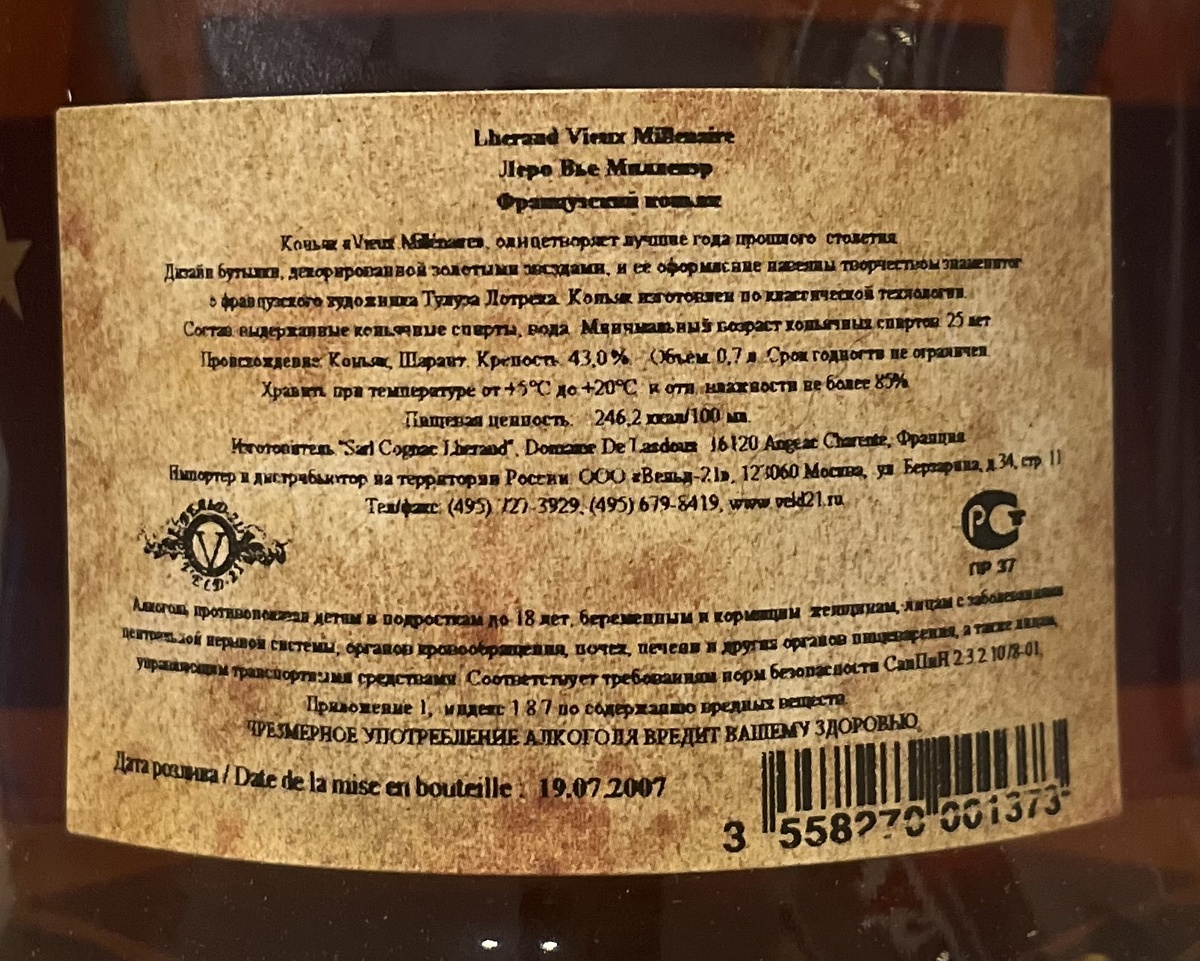 Lherand Vieux Millenaire
Леро Вье Милленэр
Французский коньяк
Коньяк «Vieux Millenaire», олицетворяет лучшие года прошлого столетия
Дизайн бутылки, декорированной золотыми звездами, и ее оформление навеяны творчеством знаменитог
о французского художника Тулуза Лотрека. Коньяк изготовлен по классической технологии.
Состав: выдержанные коньячные спирты, вода. Минимальный возраст коньячных спиртов 25 лет
Происхождение: Коньяк, Шарант. Крепость: 43,0% Объем: 0,7 л. Срок годности не ограничен.
Хранить при температуре от +5°С до +20°С и отн. влажности не более 85%.
Пищевая ценность: 246,2 ккал/100 мл.
Изготовитель "Sarl Cognac Lherand", Domaine De Lasdoux 16120 Angeac Charente, Франция
Импортер и дистрибьютор на территории России: ООО «Вельд-21», 123060 Москва, ул. Берзарина, д.34, стр. 11
Тел/факс: (495) 727-3929, (495) 679-8419, www.veld21.ru
ВЕЛЬД-21
V
VELD-21
РСТ
ПР 37
Алкоголь противопоказан детям и подросткам до 18 лет, беременным и кормящим женщинам, лицам с заболеваниями
центральной нервной системы, органов кровообращения, почек, печени и других органов пищеварения, а также лицам,
управляющим транспортными средствами. Соответствует требованиям норм безопасности СанПиН 2.3.2.1078-01,
Приложение 1, индекс 1.8.7 по содержанию вредных веществ.
ЧРЕЗМЕРНОЕ УПОТРЕБЛЕНИЕ АЛКОГОЛЯ ВРЕДИТ ВАШЕМУ ЗДОРОВЬЮ.
Дата розлива / Date de la mise en bouteille : 19.07.2007
3 558270 001373